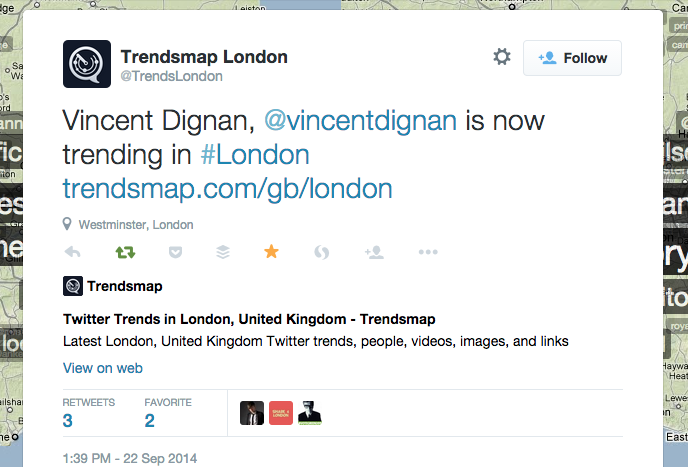 Trendsmap London
@TrendsLondon
Follow
Vincent Dignan, @vincentdignan is now
trending in #London
trendsmap.com/gb/london
Westminster, London
Trendsmap
Twitter Trends in London, United Kingdom - Trendsmap
Latest London, United Kingdom Twitter trends, people, videos, images, and links
View on web
RETWEETS
FAVORITE
3
2
1:39 PM - 22 Sep 2014